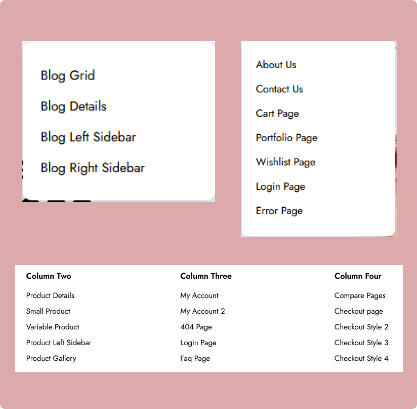 Blog Grid
Blog Details
Blog Left Sidebar
Blog Right Sidebar
About Us
Contact Us
Cart Page
Portfolio Page
Wishlist Page
Login Page
Error Page
Column Two
Product Details
Small Product
Variable Product
Product Left Sidebar
Product Gallery
Column Three
My Account
My Account 2
404 Page
Login Page
Faq Page
Column Four
Compare Pages
Checkout page
Checkout Style 2
Checkout Style 3
Checkout Style 4